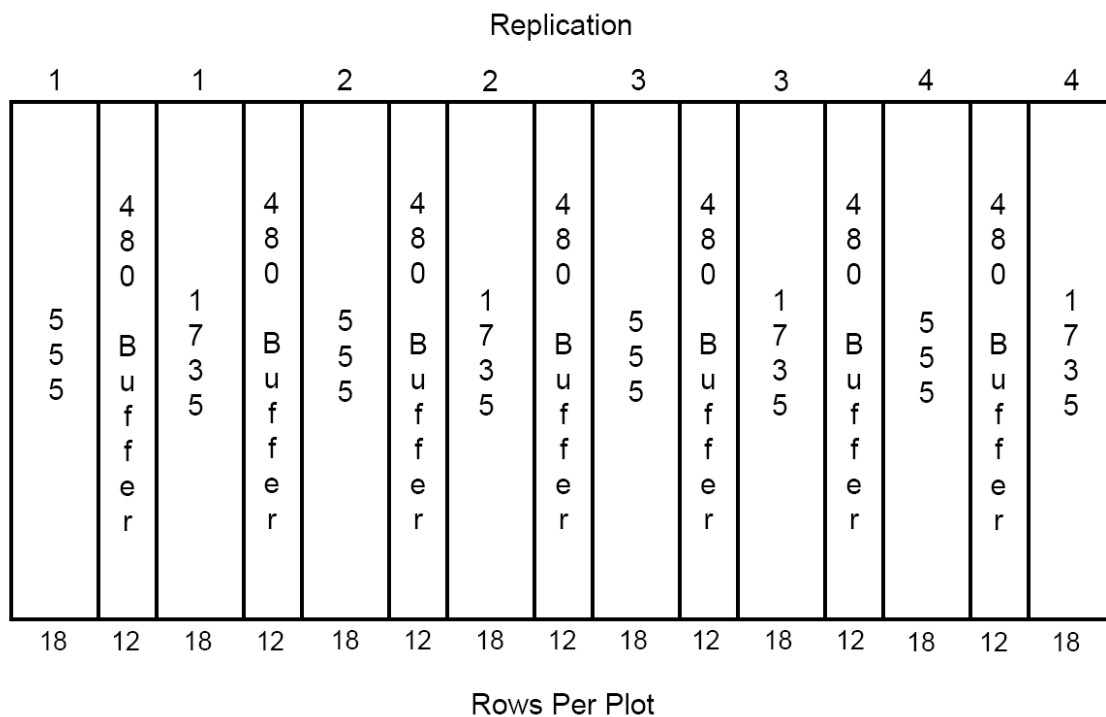 Replication
1 1 2 2 3 3 4 4
555
480 Buffer
1735
480 Buffer
555
480 Buffer
1735
480 Buffer
555
480 Buffer
1735
480 Buffer
555
480 Buffer
1735
18 12 18 12 18 12 18 12 18 12 18 12 18 12 18
Rows Per Plot